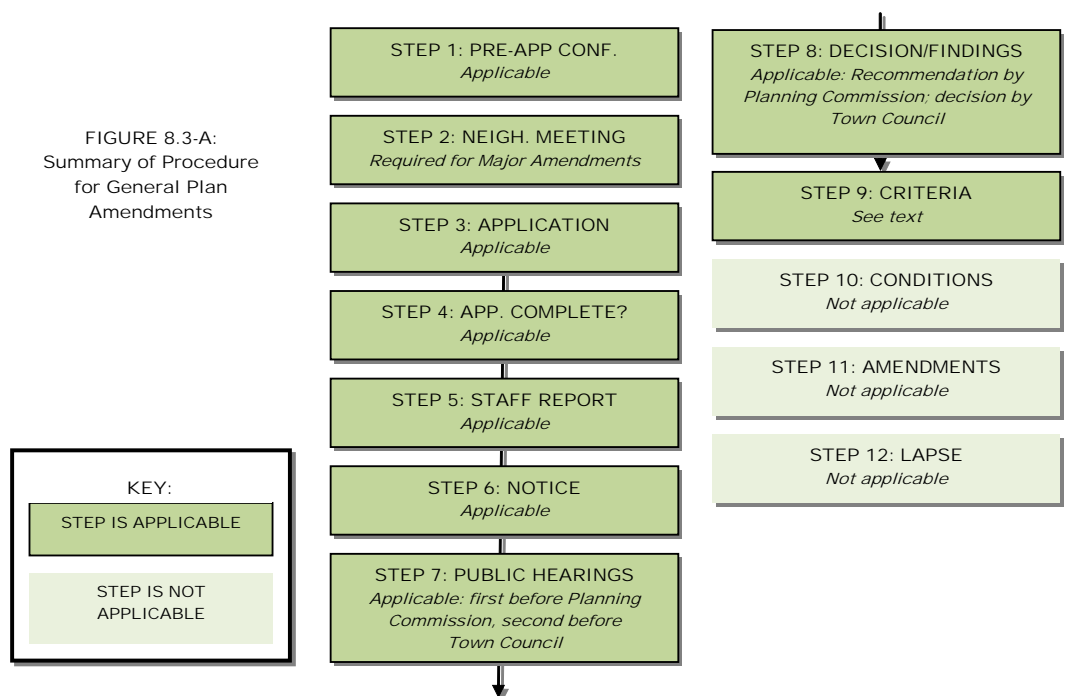 FIGURE 8.3-A:
Summary of Procedure
for General Plan
Amendments
KEY:
STEP IS APPLICABLE
STEP IS NOT
APPLICABLE
STEP 1: PRE-APP CONF.
Applicable
STEP 2: NEIGH. MEETING
Required for Major Amendments
STEP 3: APPLICATION
Applicable
STEP 4: APP. COMPLETE?
Applicable
STEP 5: STAFF REPORT
Applicable
STEP 6: NOTICE
Applicable
STEP 7: PUBLIC HEARINGS
Applicable: first before Planning
Commission, second before
Town Council
STEP 8: DECISION/FINDINGS
Applicable: Recommendation by
Planning Commission; decision by
Town Council
STEP 9: CRITERIA
See text
STEP 10: CONDITIONS
Not applicable
STEP 11: AMENDMENTS
Not applicable
STEP 12: LAPSE
Not applicable